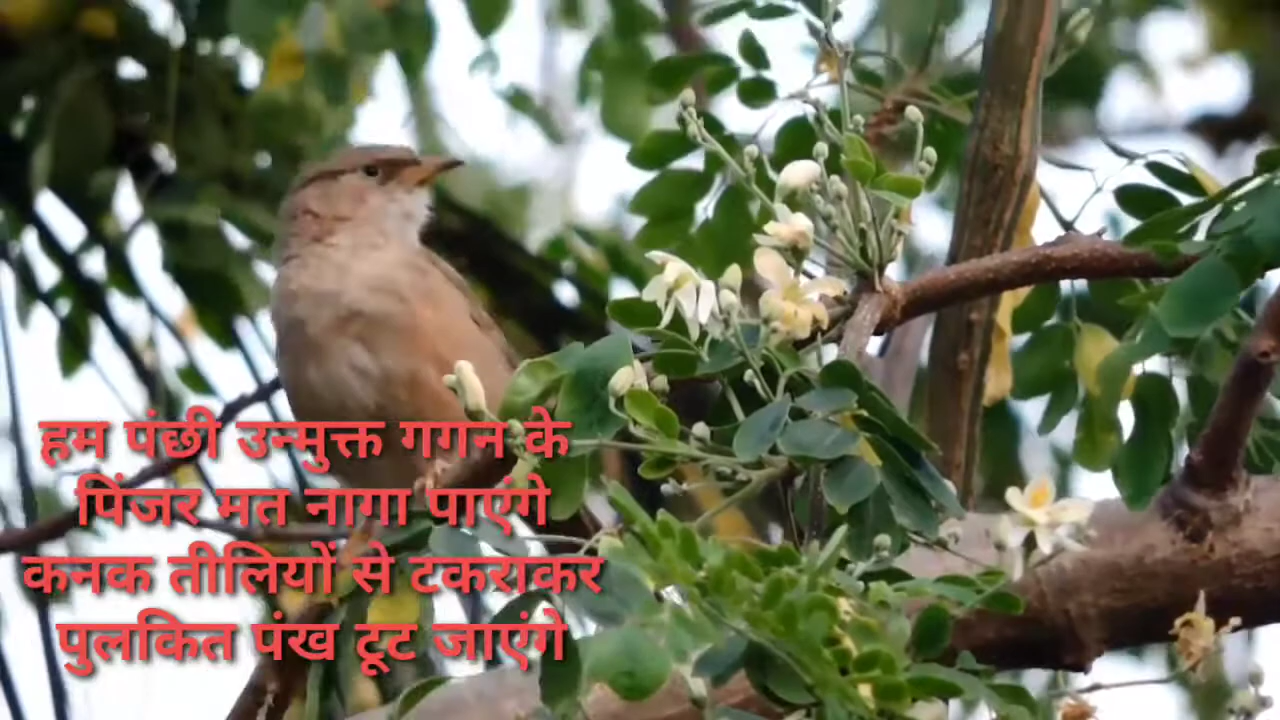 हम पंछी उन्मुक्त गगन के
पिंजर मत नागा पाएंगे
कनक तीलियों से टकराकर
पुलकित पंख टूट जाएंगे